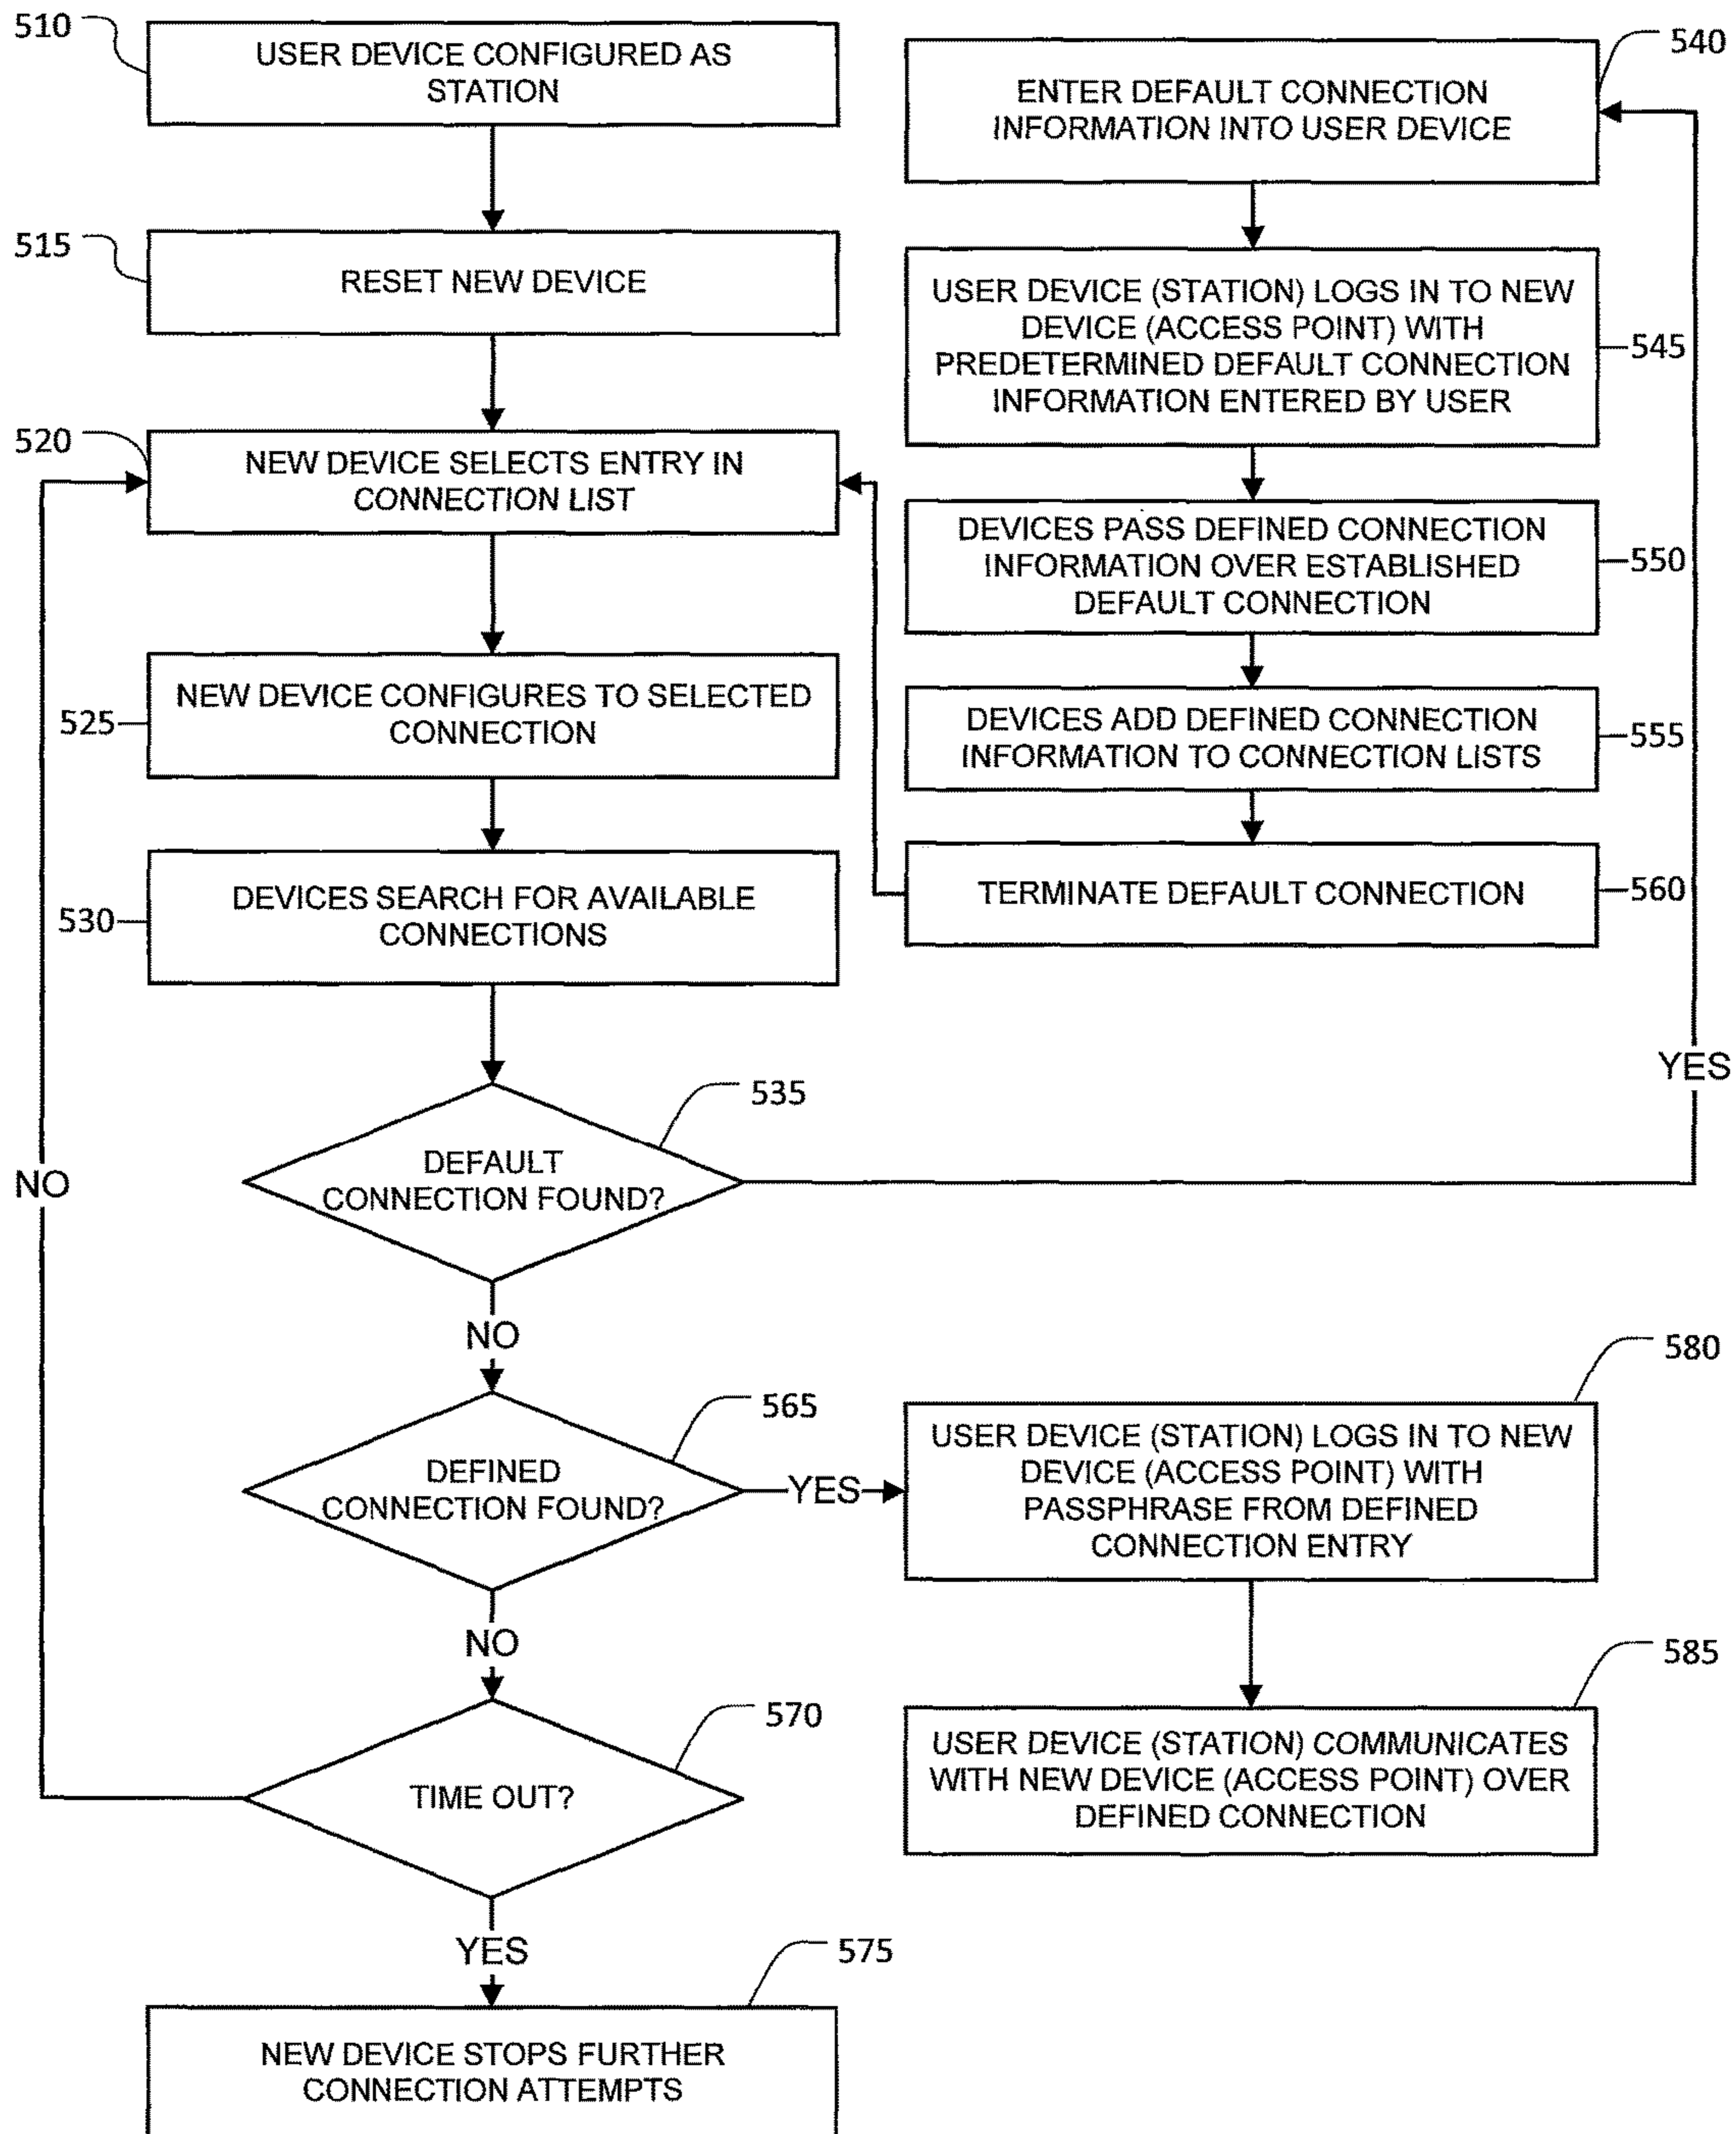 510
USER DEVICE CONFIGURED AS
STATION
515
RESET NEW DEVICE
520
NEW DEVICE SELECTS ENTRY IN
CONNECTION LIST
525
NEW DEVICE CONFIGURES TO SELECTED
CONNECTION
530
DEVICES SEARCH FOR AVAILABLE
CONNECTIONS
535
DEFAULT
CONNECTION FOUND?
YES
NO
540
ENTER DEFAULT CONNECTION
INFORMATION INTO USER DEVICE
545
USER DEVICE (STATION) LOGS IN TO NEW
DEVICE (ACCESS POINT) WITH
PREDETERMINED DEFAULT CONNECTION
INFORMATION ENTERED BY USER
550
DEVICES PASS DEFINED CONNECTION
INFORMATION OVER ESTABLISHED
DEFAULT CONNECTION
555
DEVICES ADD DEFINED CONNECTION
INFORMATION TO CONNECTION LISTS
560
TERMINATE DEFAULT CONNECTION
565
DEFINED
CONNECTION FOUND?
YES
NO
580
USER DEVICE (STATION) LOGS IN TO NEW
DEVICE (ACCESS POINT) WITH
PASSPHRASE FROM DEFINED
CONNECTION ENTRY
585
USER DEVICE (STATION) COMMUNICATES
WITH NEW DEVICE (ACCESS POINT) OVER
DEFINED CONNECTION
570
TIME OUT?
NO
YES
575
NEW DEVICE STOPS FURTHER
CONNECTION ATTEMPTS